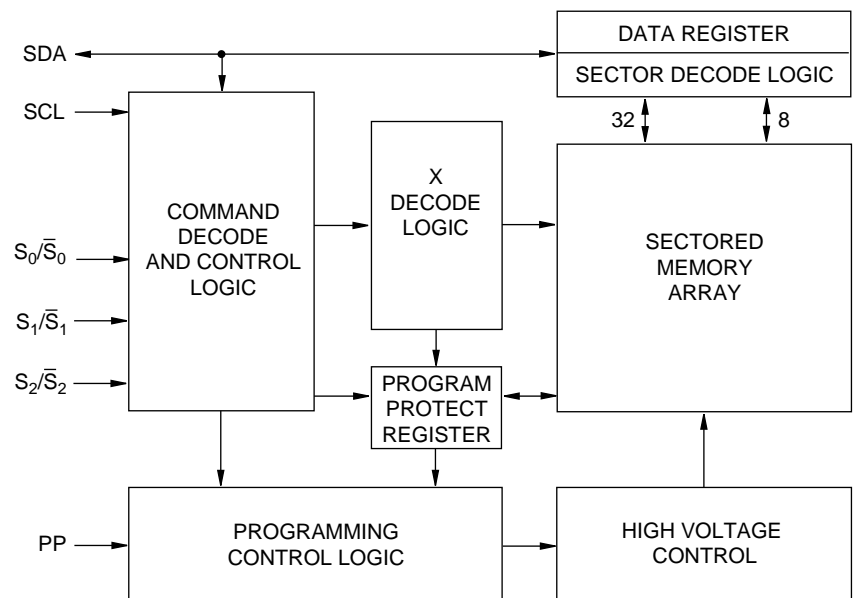 SDA
DATA REGISTER
SECTOR DECODE LOGIC
SCL
32
8
X
DECODE
LOGIC
COMMAND
DECODE
AND CONTROL
LOGIC
SECTORED
MEMORY
ARRAY
S₀/S̅₀
S₁/S̅₁
S₂/S̅₂
PROGRAM
PROTECT
REGISTER
PP
PROGRAMMING
CONTROL LOGIC
HIGH VOLTAGE
CONTROL